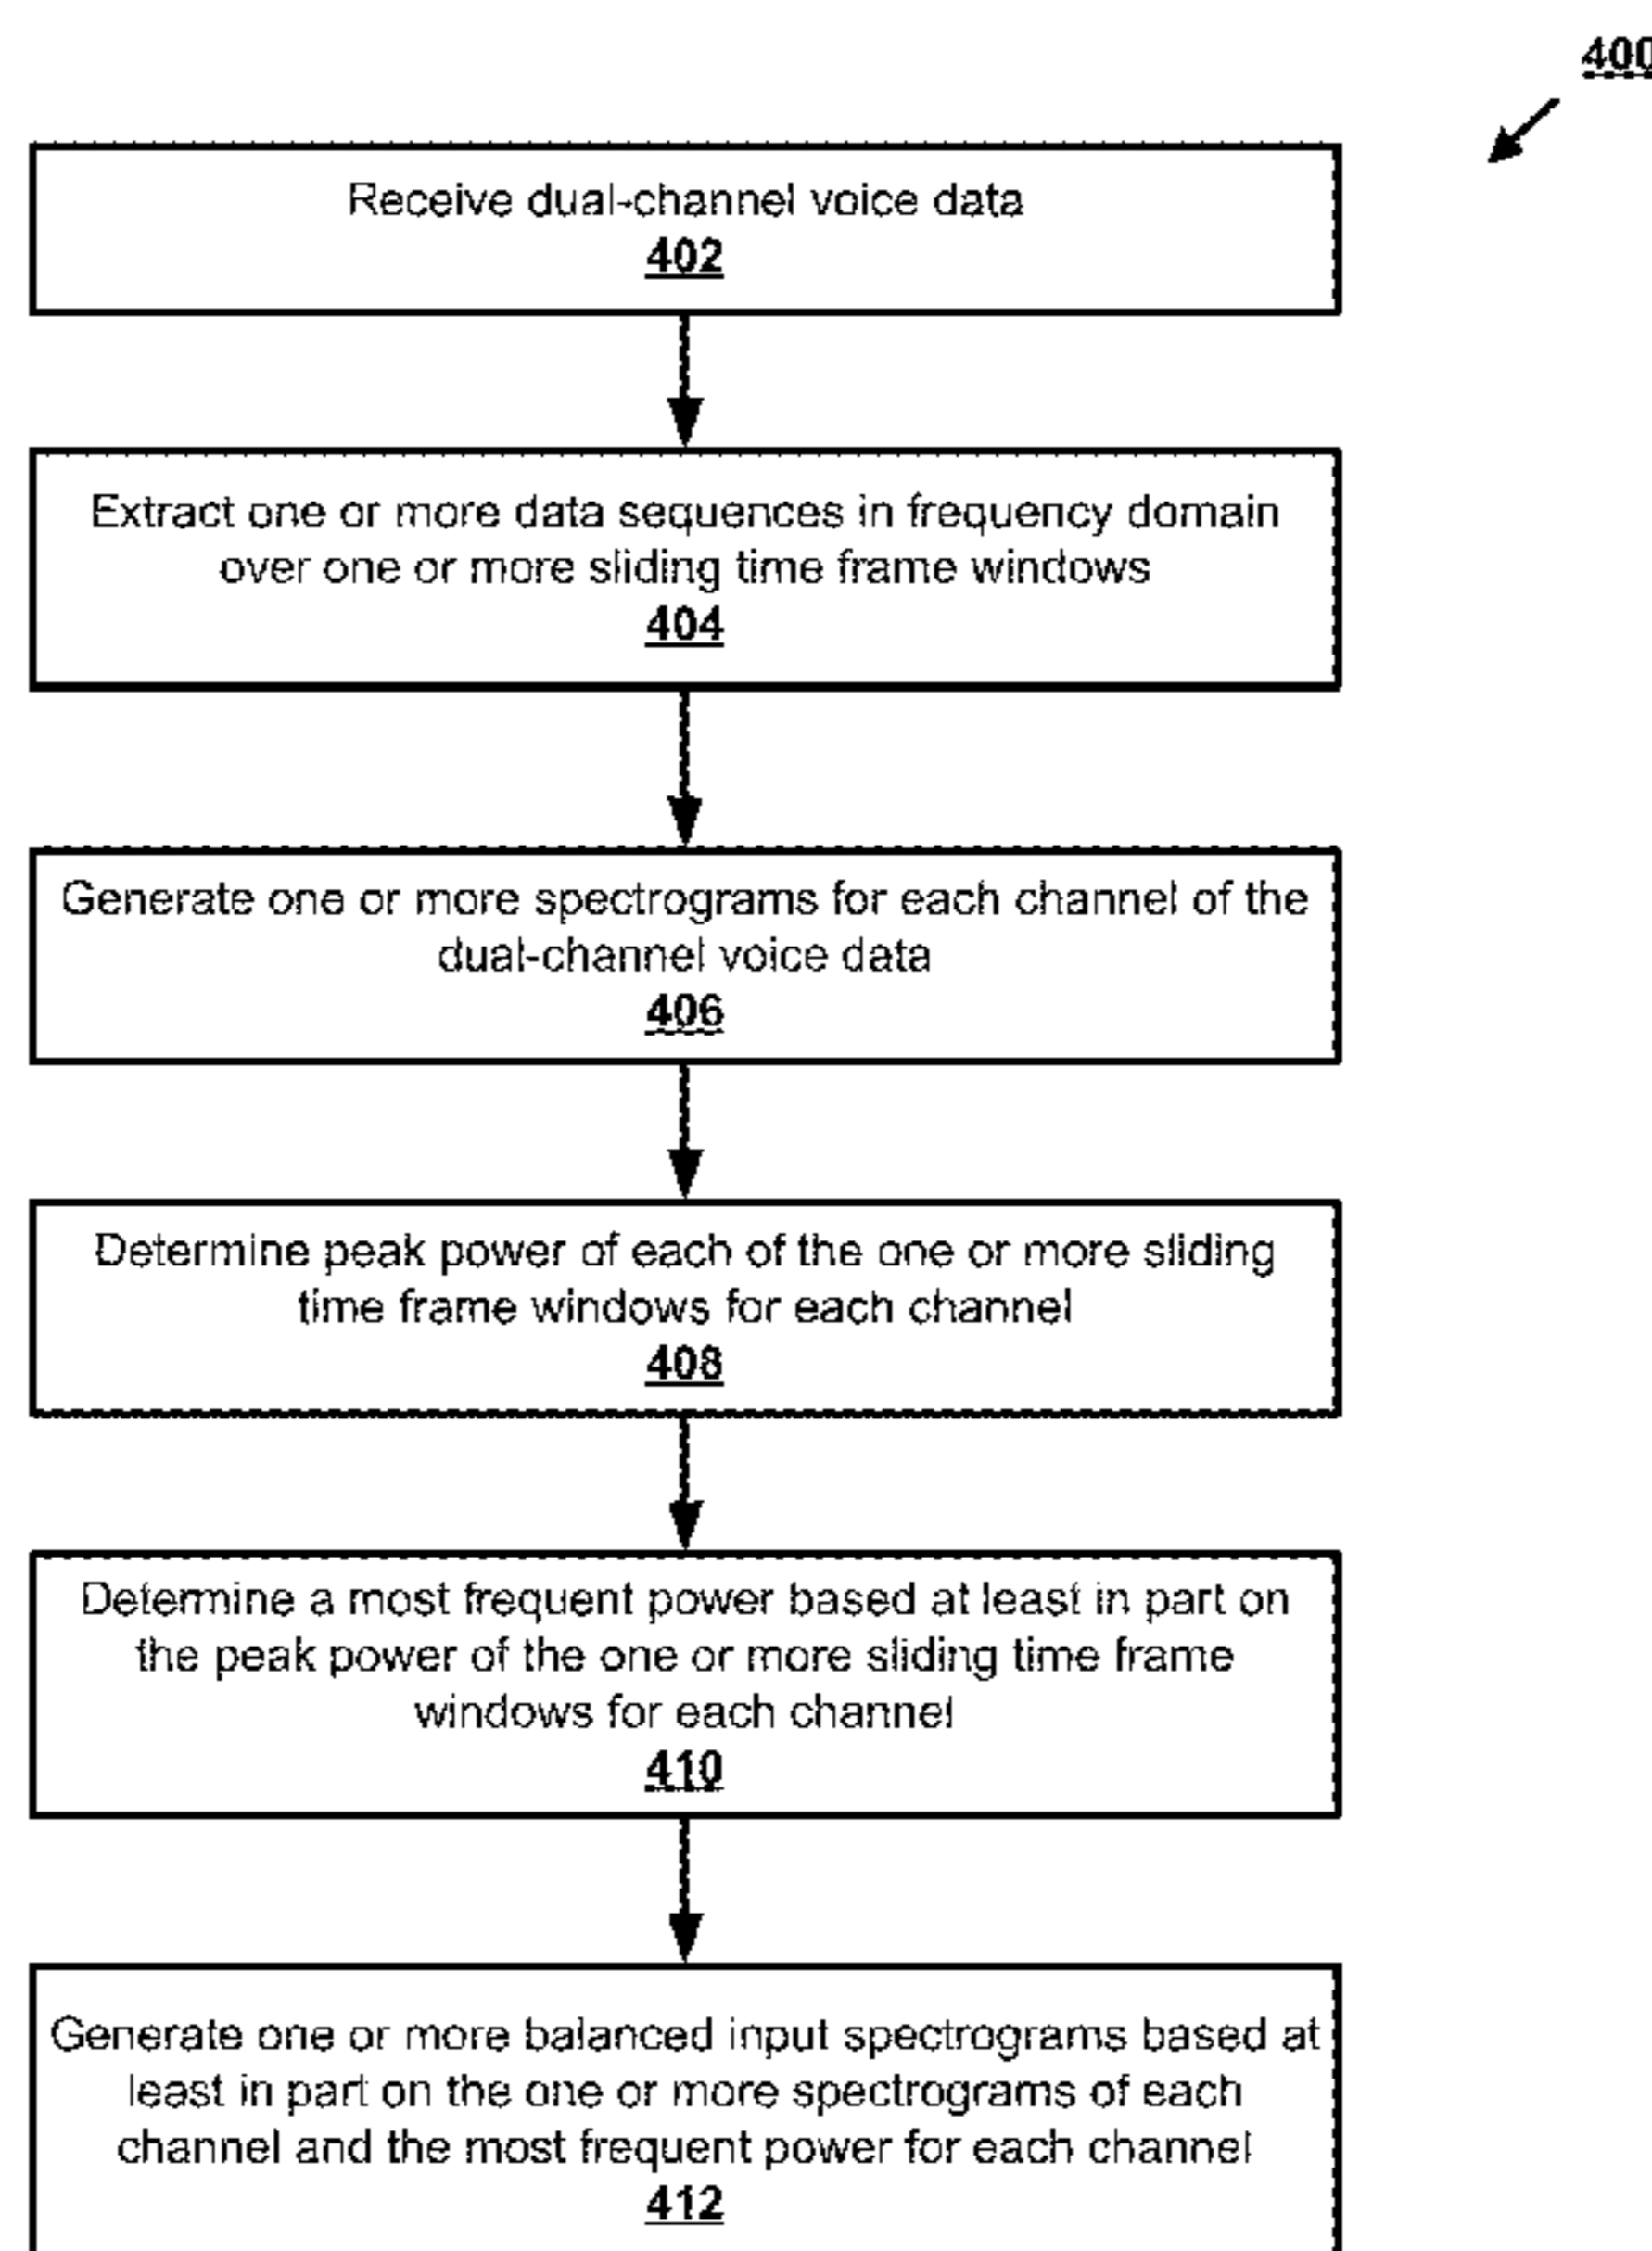 400
Receive dual-channel voice data
402
Extract one or more data sequences in frequency domain
over one or more sliding time frame windows
404
Generate one or more spectrograms for each channel of the
dual-channel voice data
406
Determine peak power of each of the one or more sliding
time frame windows for each channel
408
Determine a most frequent power based at least in part on
the peak power of the one or more sliding time frame
windows for each channel
410
Generate one or more balanced input spectrograms based at
least in part on the one or more spectrograms of each
channel and the most frequent power for each channel
412